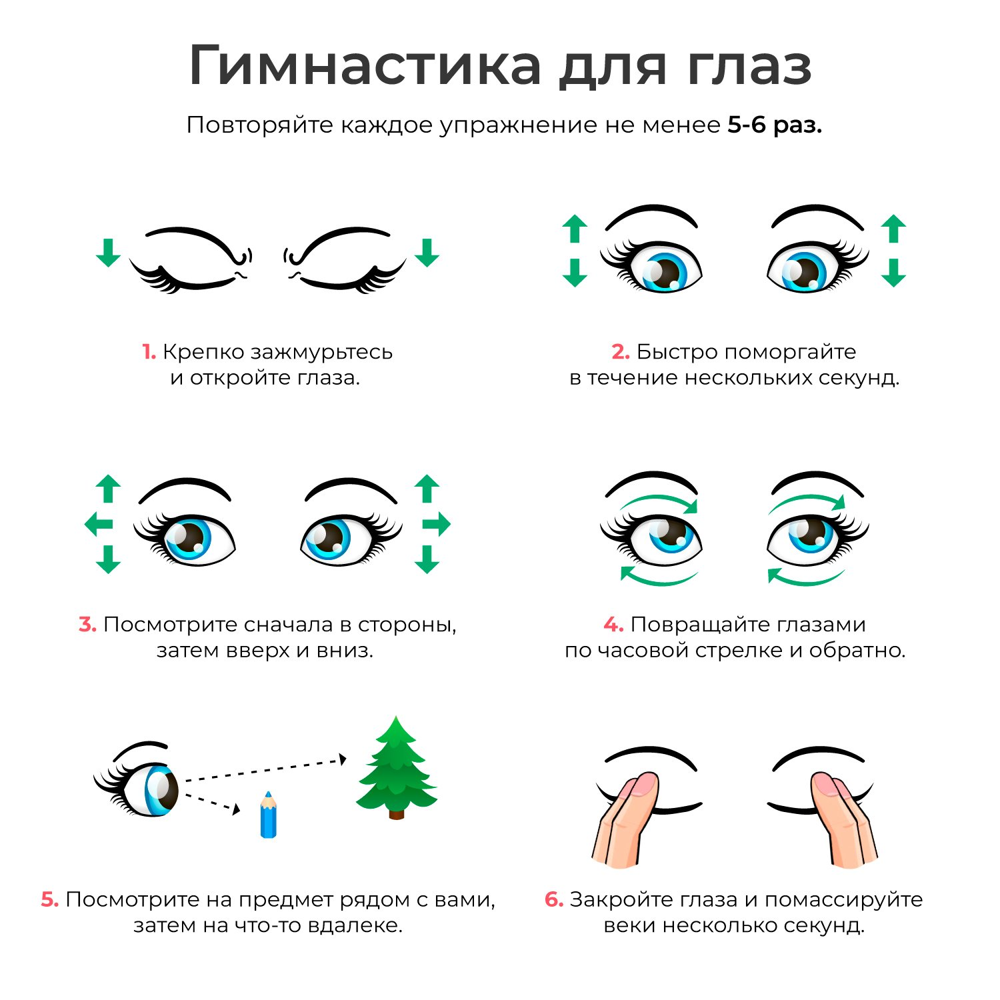 Гимнастика для глаз
Повторяйте каждое упражнение не менее 5-6 раз.
1. Крепко зажмурьтесь
и откройте глаза.
2. Быстро поморгайте
в течение нескольких секунд.
3. Посмотрите сначала в стороны,
затем вверх и вниз.
4. Повращайте глазами
по часовой стрелке и обратно.
5. Посмотрите на предмет рядом с вами,
затем на что-то вдалеке.
6. Закройте глаза и помассируйте
веки несколько секунд.